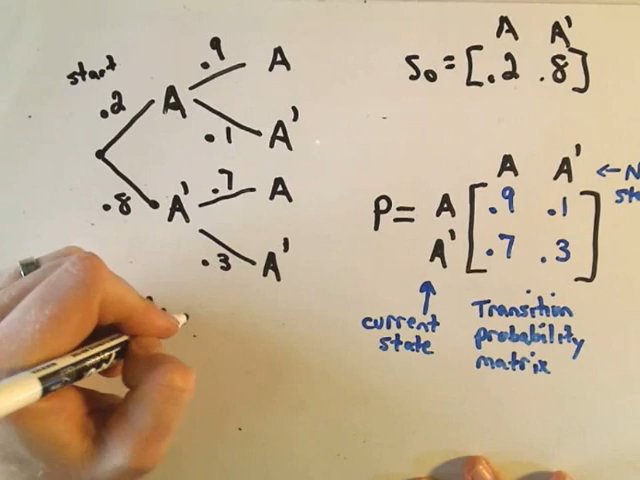 start
.2 A .9 A
.1 A'
.8 A' .7 A
.3 A'
A A'
S0 = [.2 .8]
A A' ←
P = A [.9 .1]
A' [.7 .3]
current state
Transition
probability
matrix